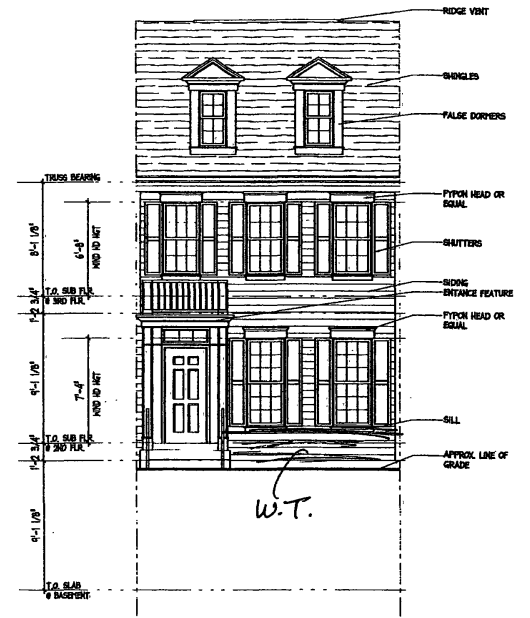 RIDGE VENT
SHINGLES
FALSE DORMERS
TRUSS BEARING
FYPON HEAD OR
EQUAL
8'-1 1/8"
6'-8"
WIND HD HGT
SHUTTERS
T.O. SUB FLR.
@ 3RD FLR.
1'-2 3/4"
SIDING
ENTANCE FEATURE
FYPON HEAD OR
EQUAL
9'-1 1/8"
7'-4"
WIND HD HGT
SILL
T.O. SUB FLR.
@ 2ND FLR.
1'-2 3/4"
APPROX. LINE OF
GRADE
W.T.
9'-1 1/8"
T.O. SLAB
@ BASEMENT